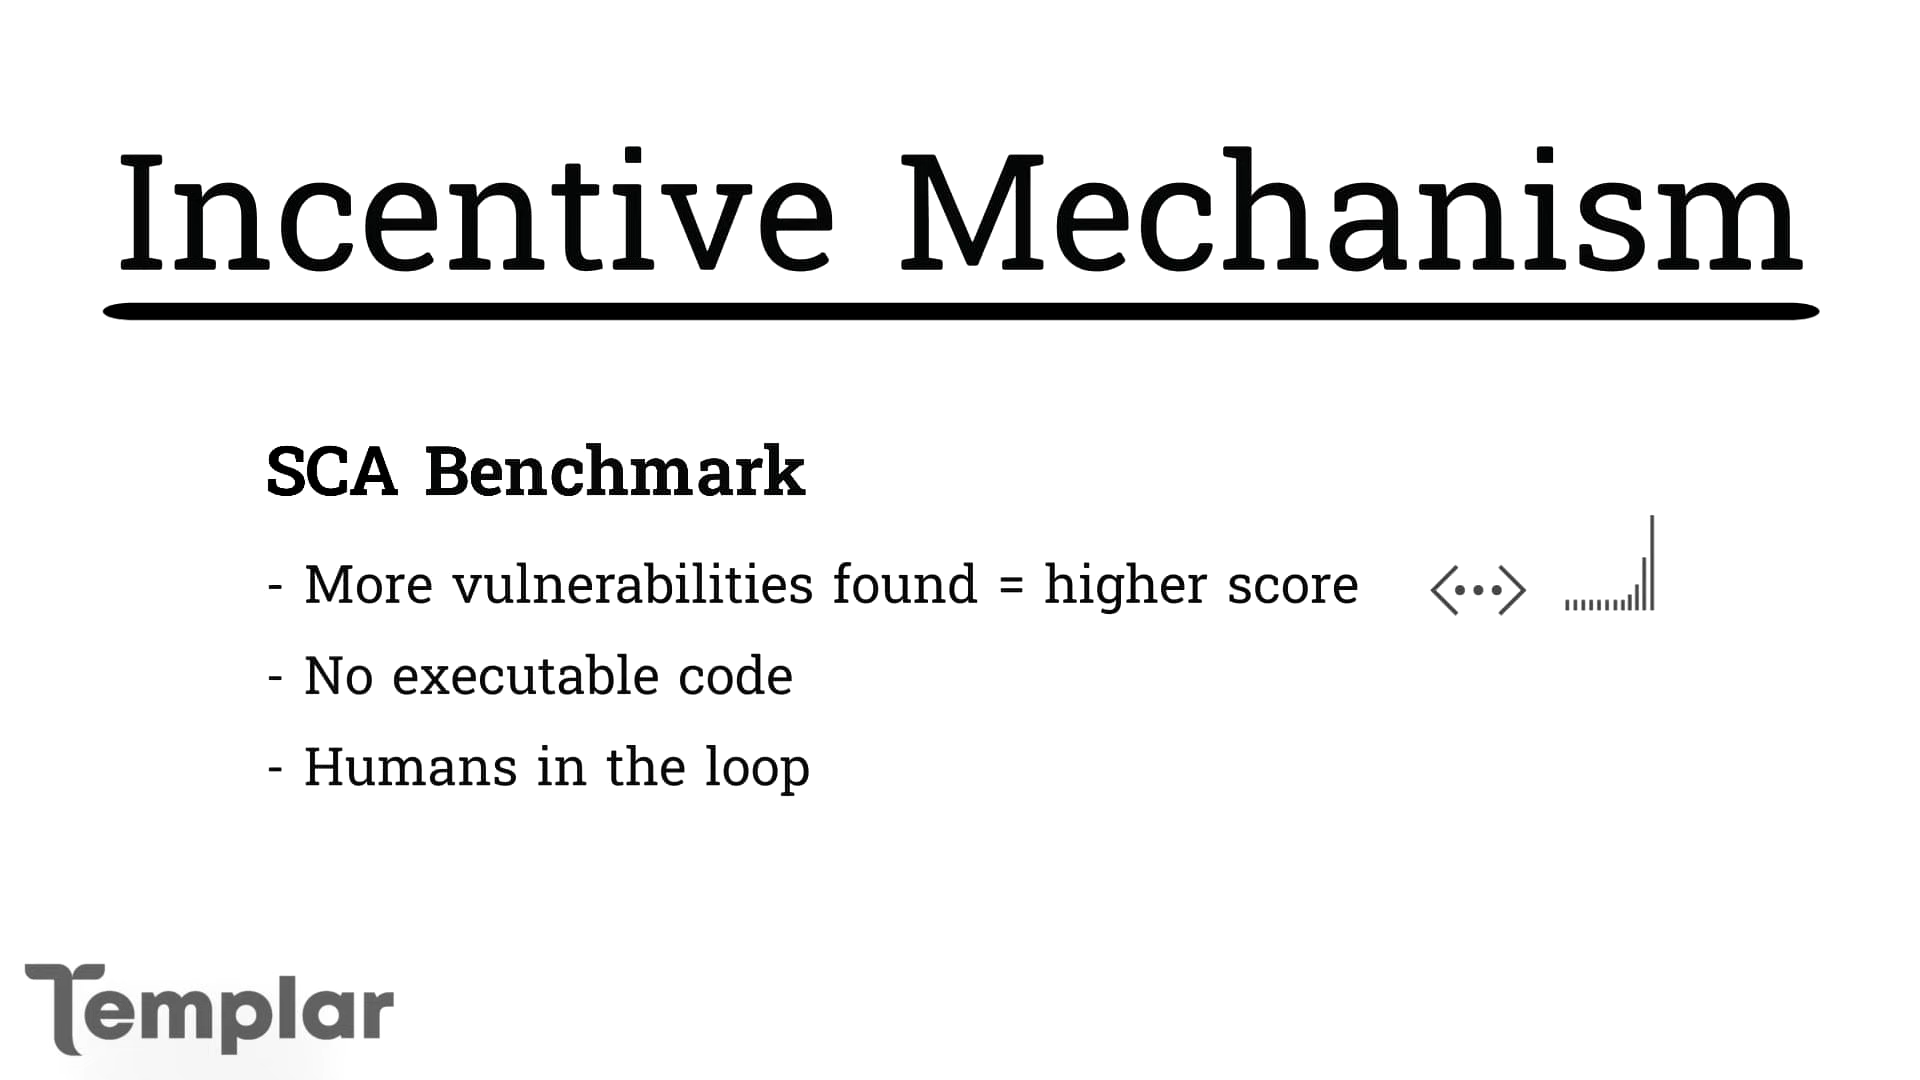 Incentive Mechanism
SCA Benchmark
- More vulnerabilities found = higher score
- No executable code
- Humans in the loop
Templar